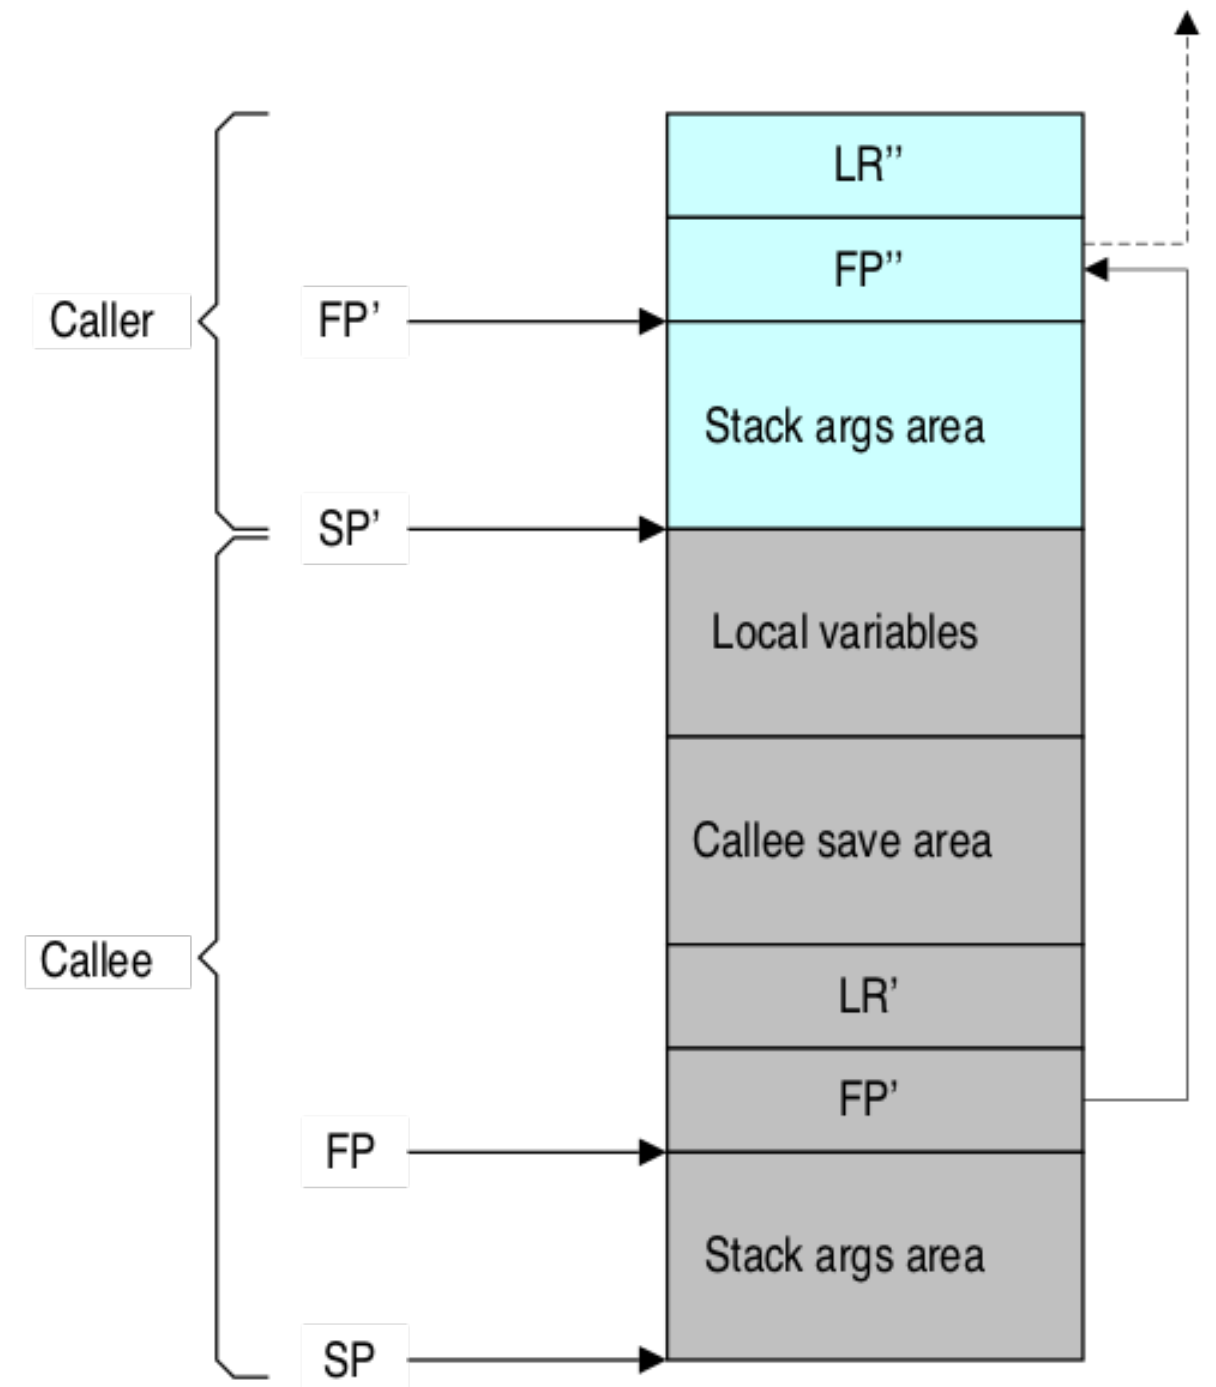 LR’’
FP’’
Caller
FP’
Stack args area
SP’
Local variables
Callee save area
Callee
LR’
FP’
FP
Stack args area
SP